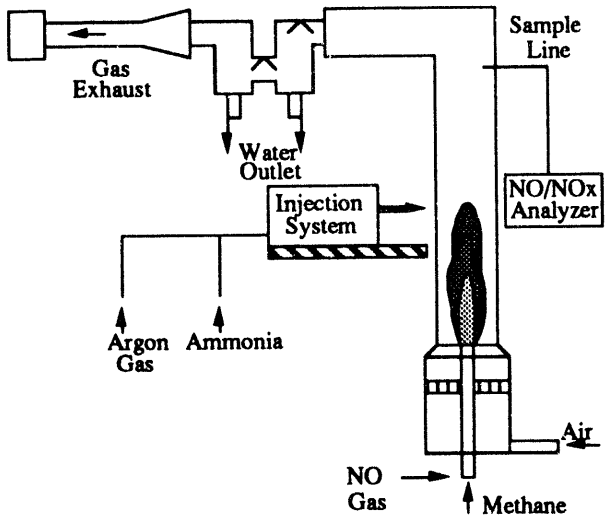 Sample
Line
Gas
Exhaust
Water
Outlet
NO/NOx
Analyzer
Injection
System
Argon
Gas
Ammonia
Air
NO
Gas
Methane